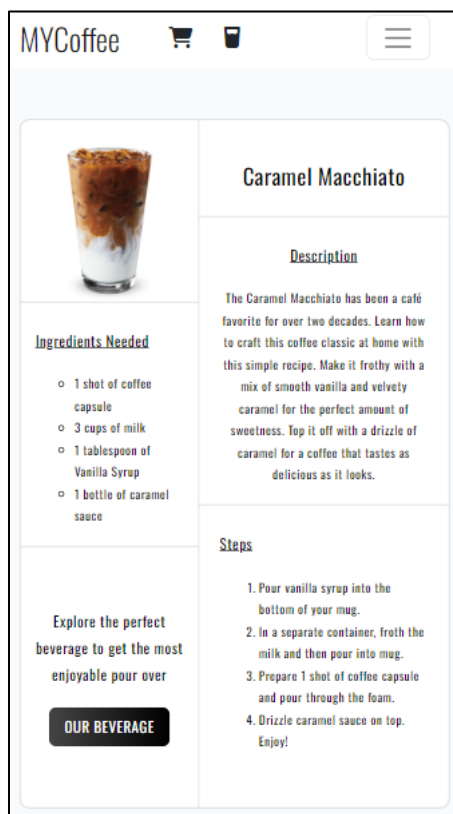 MYCoffee
Caramel Macchiato
Description
The Caramel Macchiato has been a café
favorite for over two decades. Learn how
to craft this coffee classic at home with
this simple recipe. Make it frothy with a
mix of smooth vanilla and velvety
caramel for the perfect amount of
sweetness. Top it off with a drizzle of
caramel for a coffee that tastes as
delicious as it looks.
Ingredients Needed
1 shot of coffee
capsule
3 cups of milk
1 tablespoon of
Vanilla Syrup
1 bottle of caramel
sauce
Steps
1. Pour vanilla syrup into the
bottom of your mug.
2. In a separate container, froth the
milk and then pour into mug.
3. Prepare 1 shot of coffee capsule
and pour through the foam.
4. Drizzle caramel sauce on top.
Enjoy!
Explore the perfect
beverage to get the most
enjoyable pour over
OUR BEVERAGE